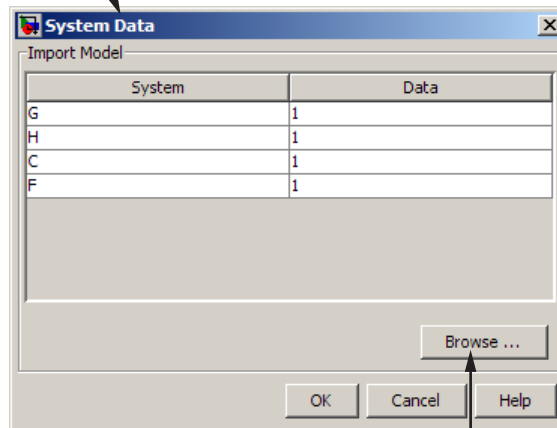 System Data
Import Model
System Data
G 1
H 1
C 1
F 1
Browse ...
OK Cancel Help